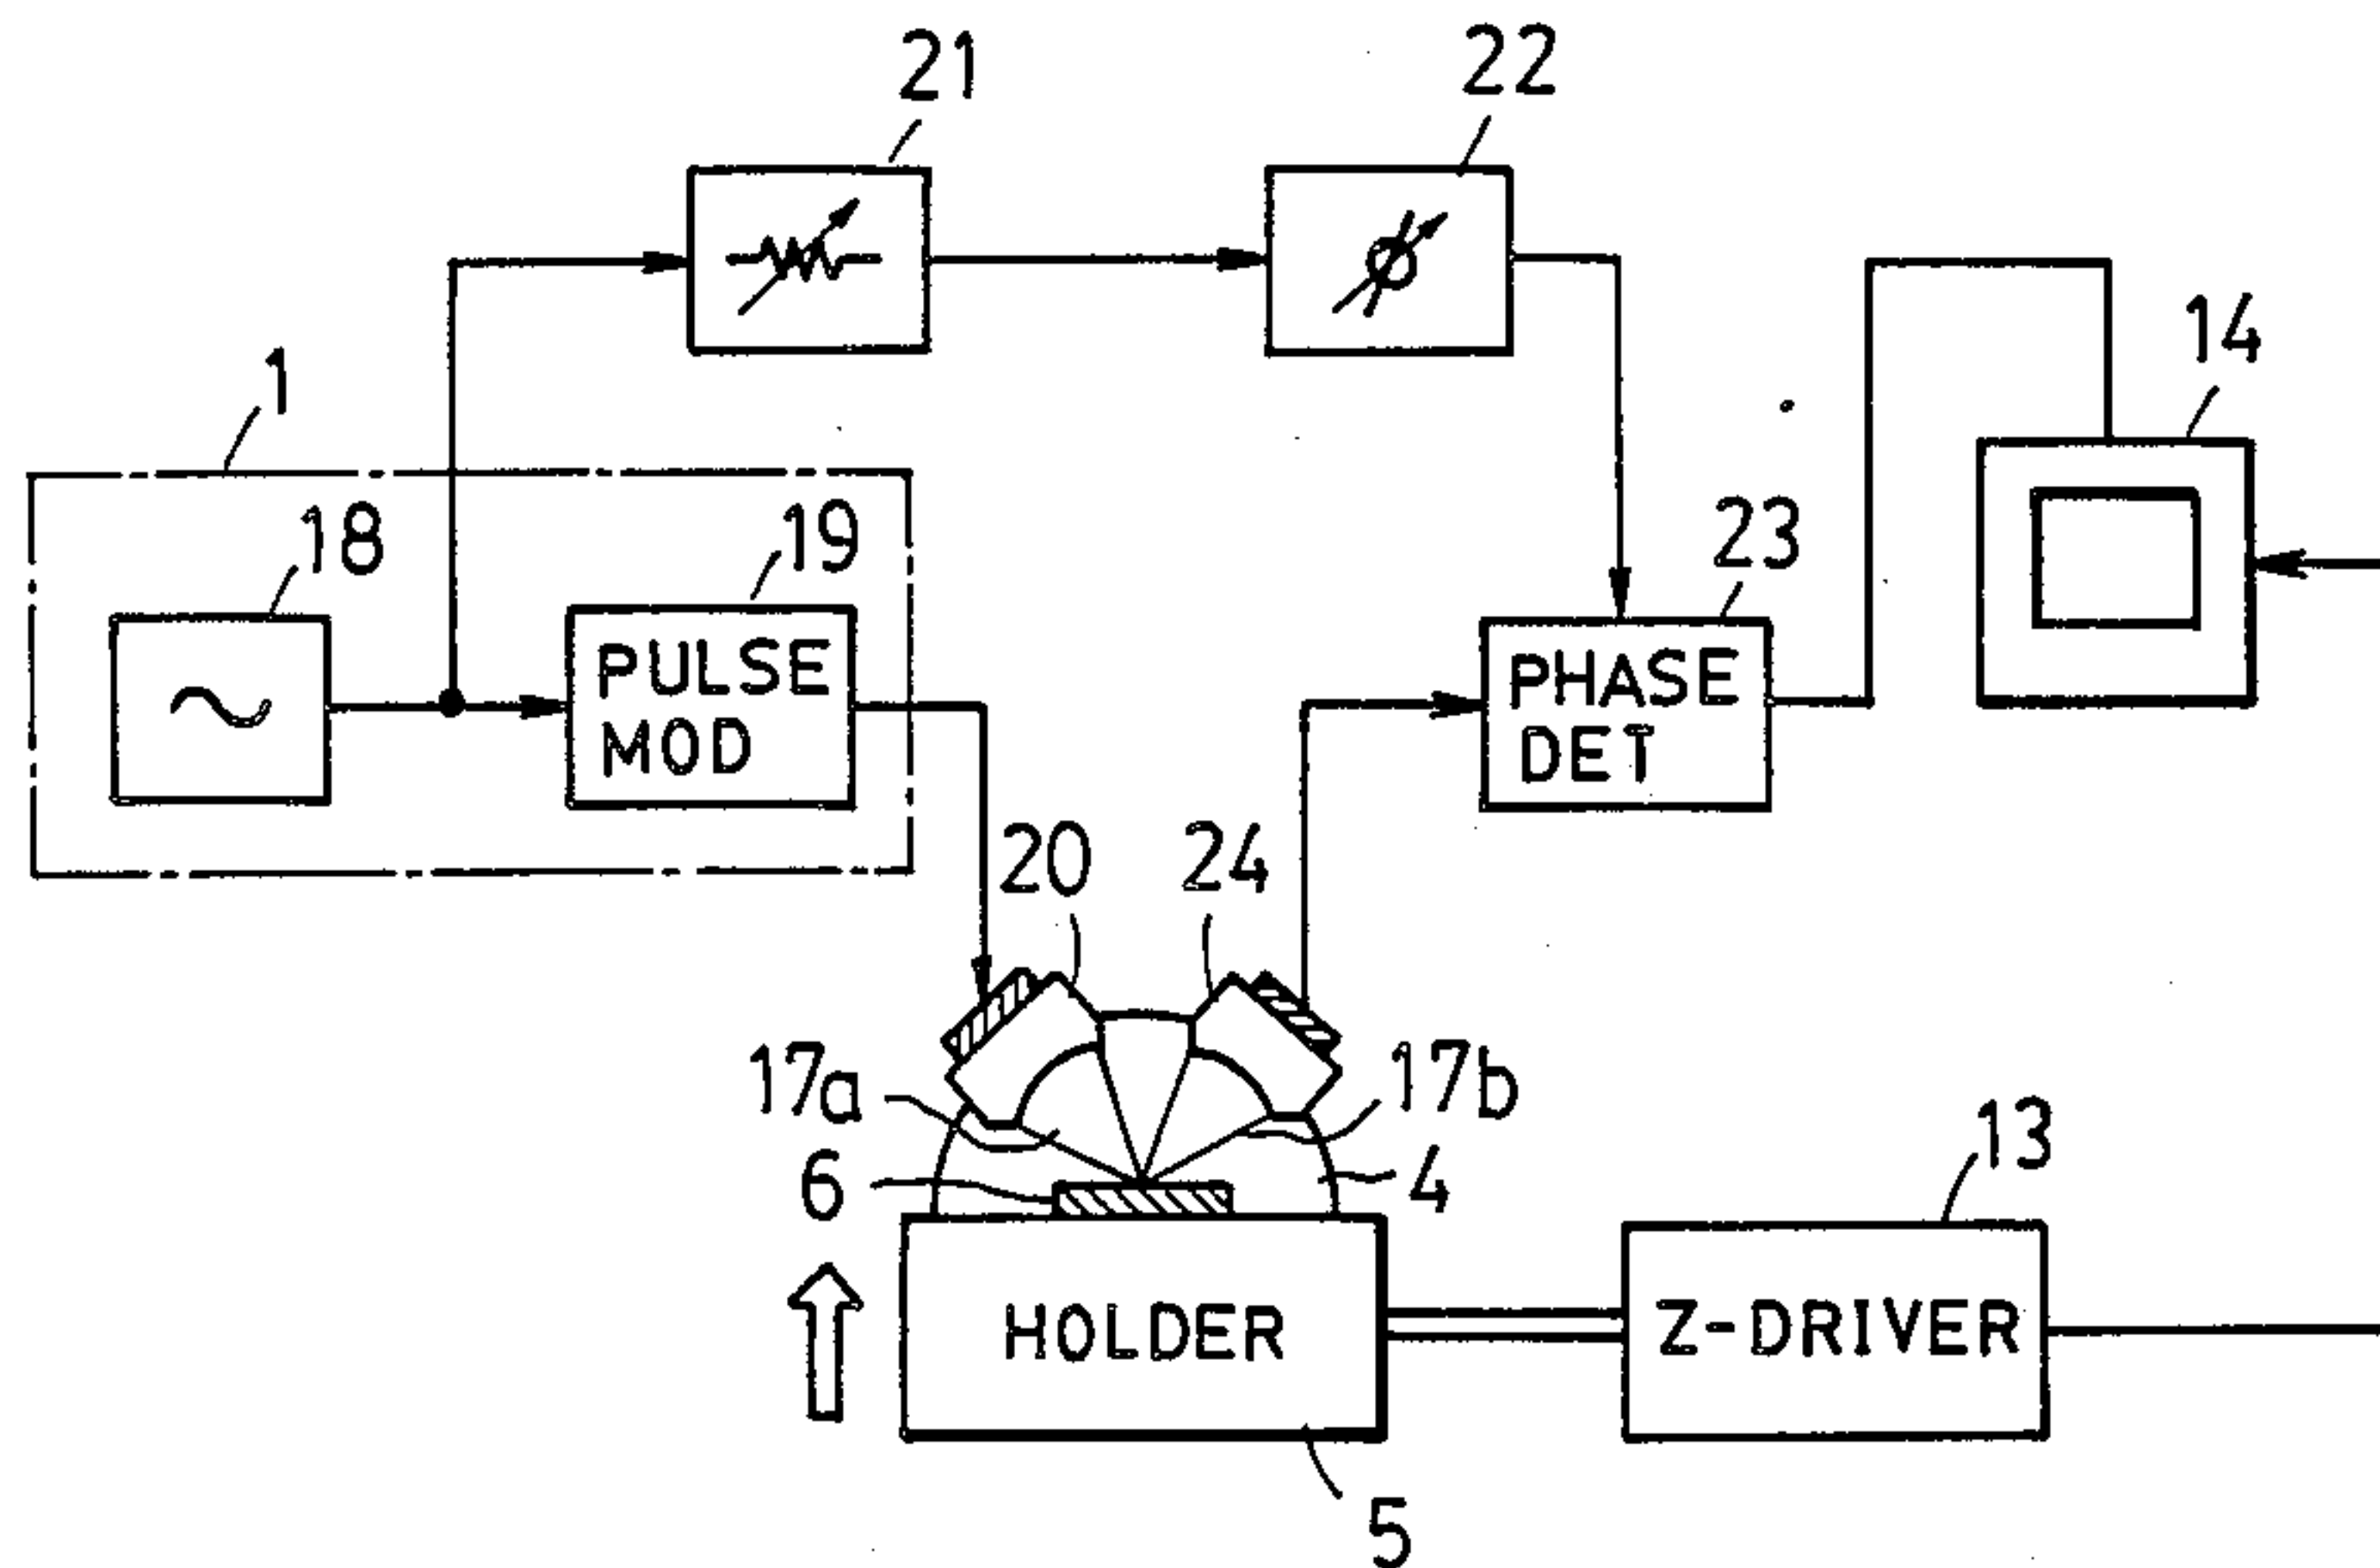 21
22
14
1
18
19
23
PULSE
MOD
PHASE
DET
20
24
17a
17b
6
4
13
HOLDER
Z-DRIVER
5